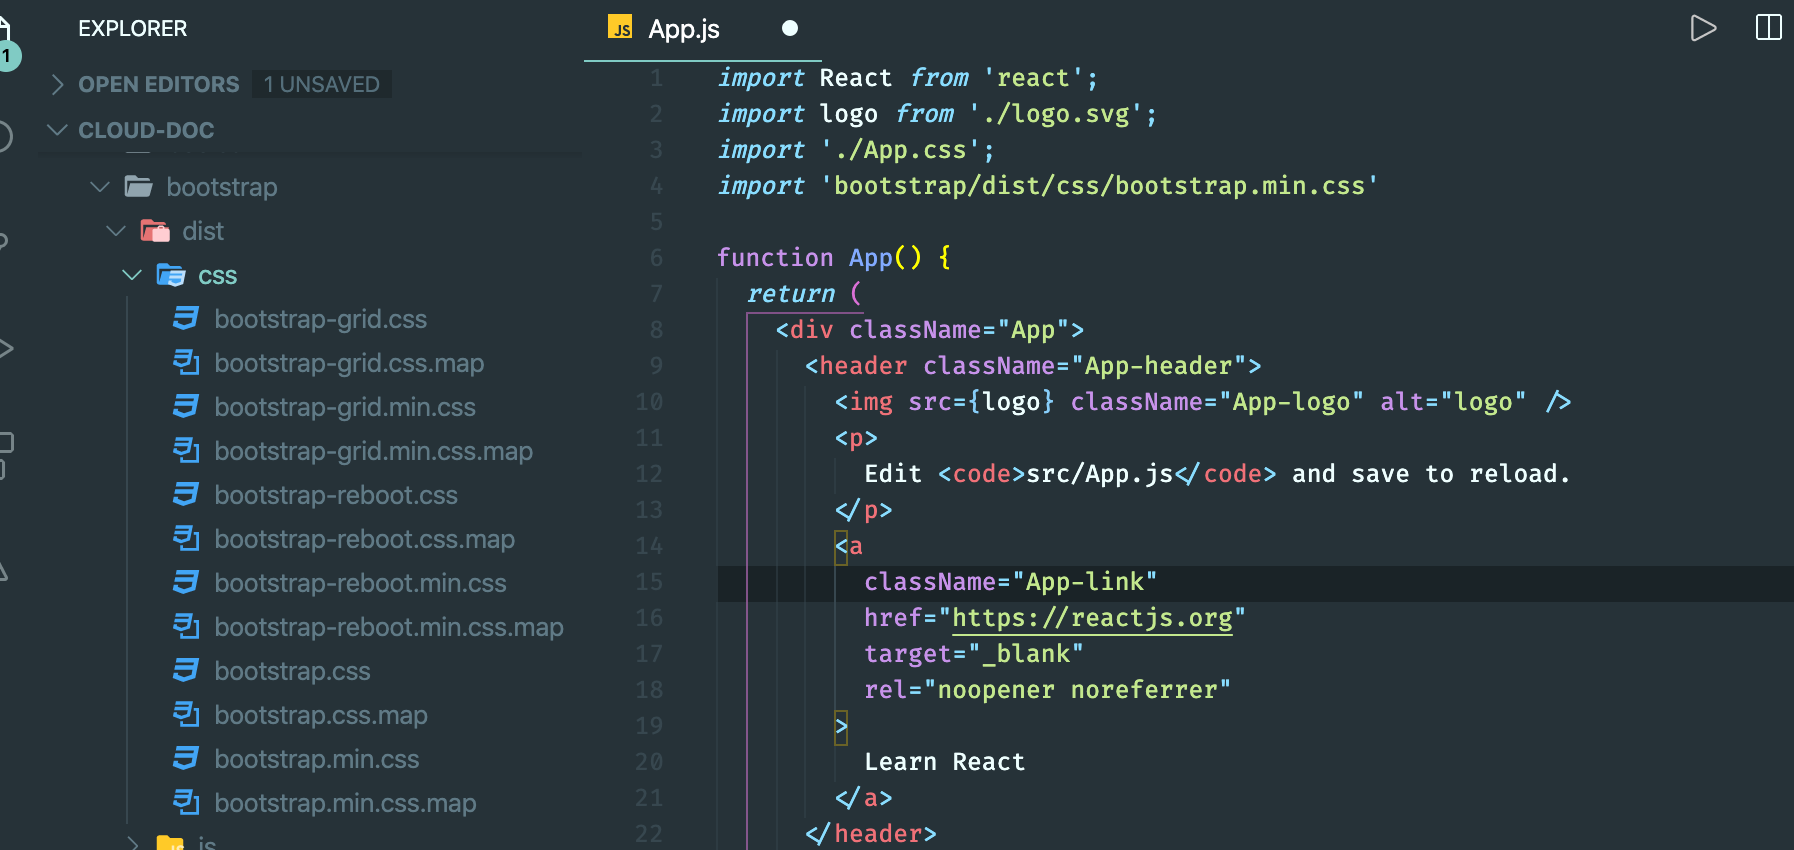 EXPLORER
OPEN EDITORS 1 UNSAVED
CLOUD-DOC
bootstrap
dist
css
bootstrap-grid.css
bootstrap-grid.css.map
bootstrap-grid.min.css
bootstrap-grid.min.css.map
bootstrap-reboot.css
bootstrap-reboot.css.map
bootstrap-reboot.min.css
bootstrap-reboot.min.css.map
bootstrap.css
bootstrap.css.map
bootstrap.min.css
bootstrap.min.css.map
js
1
JS App.js
1 import React from 'react';
2 import logo from './logo.svg';
3 import './App.css';
4 import 'bootstrap/dist/css/bootstrap.min.css'
5
6 function App() {
7 return (
8 <div className="App">
9 <header className="App-header">
10 <img src={logo} className="App-logo" alt="logo" />
11 <p>
12 Edit <code>src/App.js</code> and save to reload.
13 </p>
14 <a
15 className="App-link"
16 href="https://reactjs.org"
17 target="_blank"
18 rel="noopener noreferrer"
19 >
20 Learn React
21 </a>
22 </header>